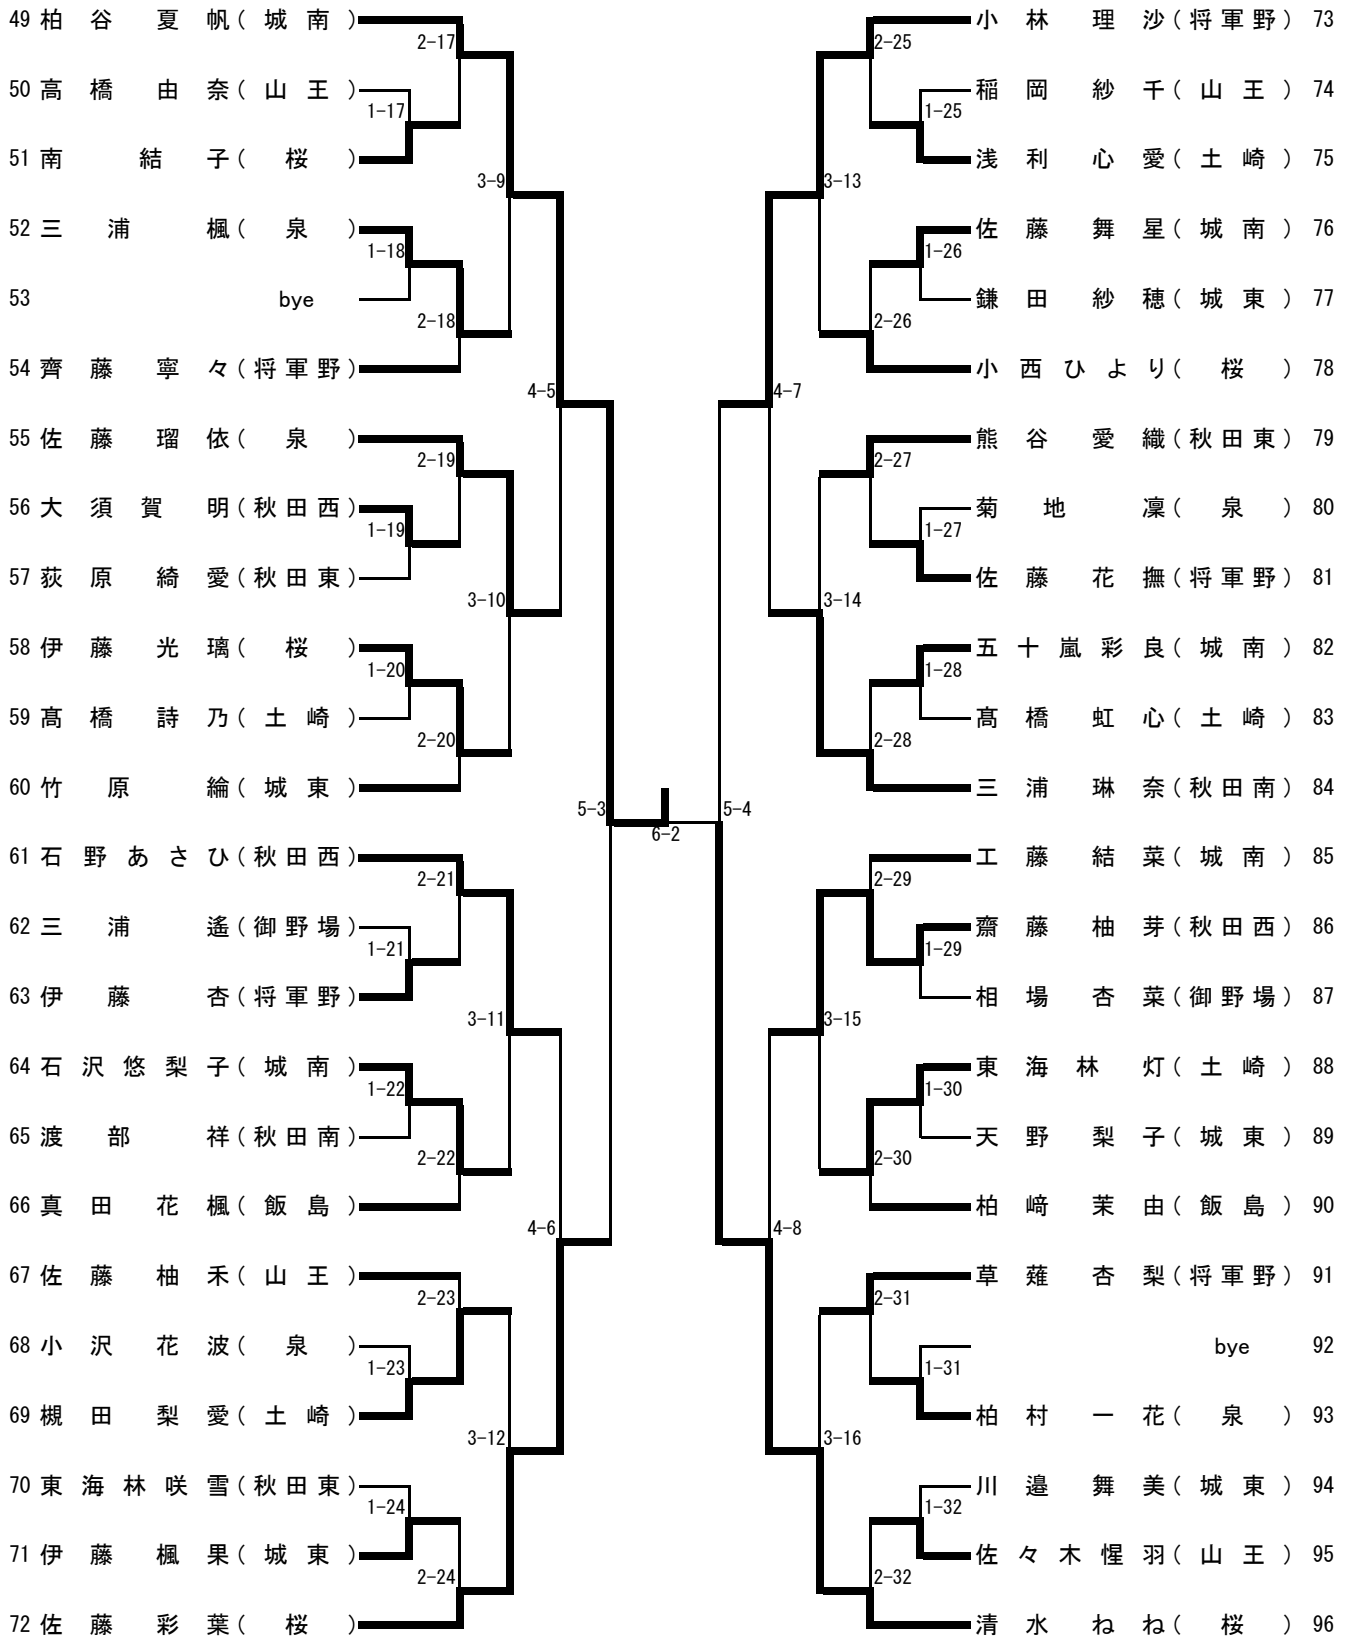 49 柏谷夏帆(城南) 小林理沙(将軍野) 73
2-17 2-25
50 高橋由奈(山王) 稲岡紗千(山王) 74
1-17 1-25
51 南結子(桜) 浅利心愛(土崎) 75
3-9 3-13
52 三浦楓(泉) 佐藤舞星(城南) 76
1-18 1-26
53 bye 鎌田紗穂(城東) 77
2-18 2-26
54 齊藤寧々(将軍野) 小西ひより(桜) 78
4-5 4-7
55 佐藤瑠依(泉) 熊谷愛織(秋田東) 79
2-19 2-27
56 大須賀明(秋田西) 菊地凜(泉) 80
1-19 1-27
57 荻原綺愛(秋田東) 佐藤花撫(将軍野) 81
3-10 3-14
58 伊藤光璃(桜) 五十嵐彩良(城南) 82
1-20 1-28
59 髙橋詩乃(土崎) 髙橋虹心(土崎) 83
2-20 2-28
60 竹原綸(城東) 三浦琳奈(秋田南) 84
5-3 5-4
6-2
61 石野あさひ(秋田西) 工藤結菜(城南) 85
2-21 2-29
62 三浦遙(御野場) 齋藤柚芽(秋田西) 86
1-21 1-29
63 伊藤杏(将軍野) 相場杏菜(御野場) 87
3-11 3-15
64 石沢悠梨子(城南) 東海林灯(土崎) 88
1-22 1-30
65 渡部祥(秋田南) 天野梨子(城東) 89
2-22 2-30
66 真田花楓(飯島) 柏﨑茉由(飯島) 90
4-6 4-8
67 佐藤柚禾(山王) 草薙杏梨(将軍野) 91
2-23 2-31
68 小沢花波(泉) bye 92
1-23 1-31
69 槻田梨愛(土崎) 柏村一花(泉) 93
3-12 3-16
70 東海林咲雪(秋田東) 川邉舞美(城東) 94
1-24 1-32
71 伊藤楓果(城東) 佐々木惺羽(山王) 95
2-24 2-32
72 佐藤彩葉(桜) 清水ねね(桜) 96